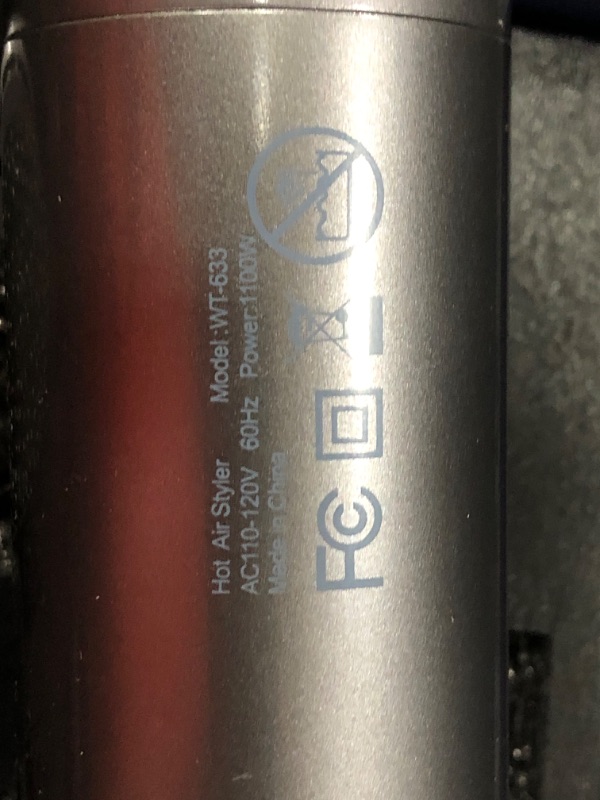 Hot Air Styler Model:WT-633
AC110-120V 60Hz Power:1100W
Made in China
FC